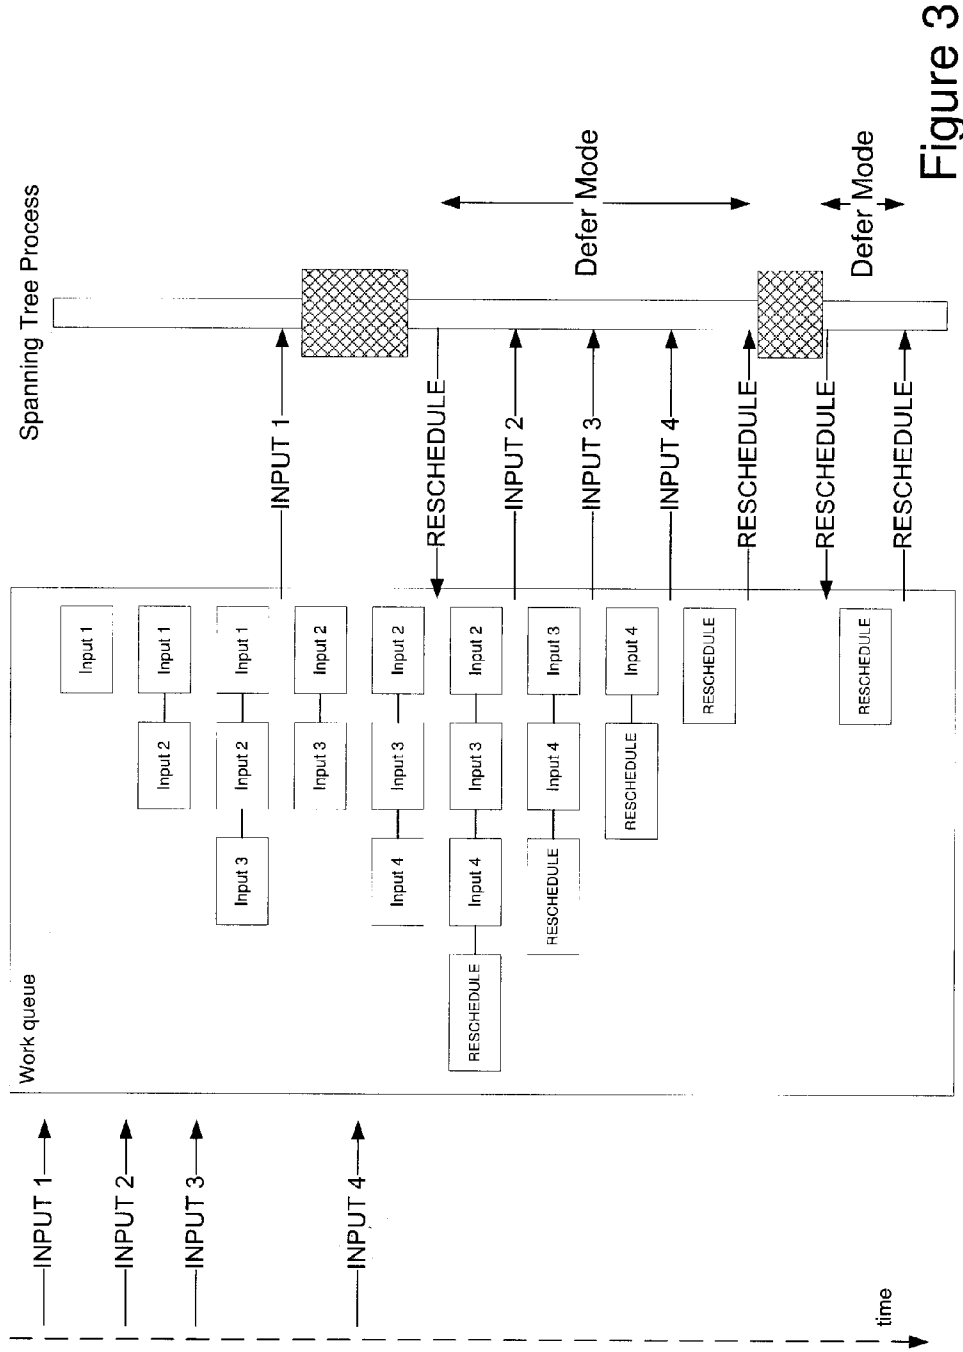 Figure 3
Spanning Tree Process
Work queue
time
INPUT 1
INPUT 2
INPUT 3
INPUT 4
Input 1
Input 1
Input 2
Input 1
Input 2
Input 3
Input 2
Input 3
Input 2
Input 3
Input 4
Input 2
Input 3
Input 4
RESCHEDULE
Input 3
Input 4
RESCHEDULE
Input 4
RESCHEDULE
RESCHEDULE
RESCHEDULE
INPUT 1
RESCHEDULE
INPUT 2
INPUT 3
INPUT 4
RESCHEDULE
RESCHEDULE
RESCHEDULE
Defer Mode
Defer Mode